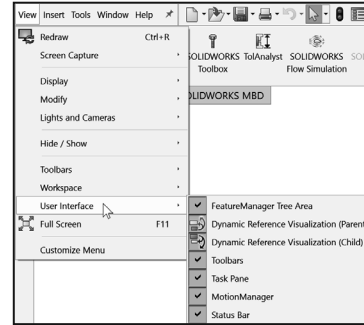 View Insert Tools Window Help
Redraw Ctrl+R
Screen Capture
Display
Modify
Lights and Cameras
Hide / Show
Toolbars
Workspace
User Interface
Full Screen F11
Customize Menu
SOLIDWORKS TolAnalyst SOLIDWORKS
Toolbox Flow Simulation
MBD
FeatureManager Tree Area
Dynamic Reference Visualization (Parent
Dynamic Reference Visualization (Child)
Toolbars
Task Pane
MotionManager
Status Bar